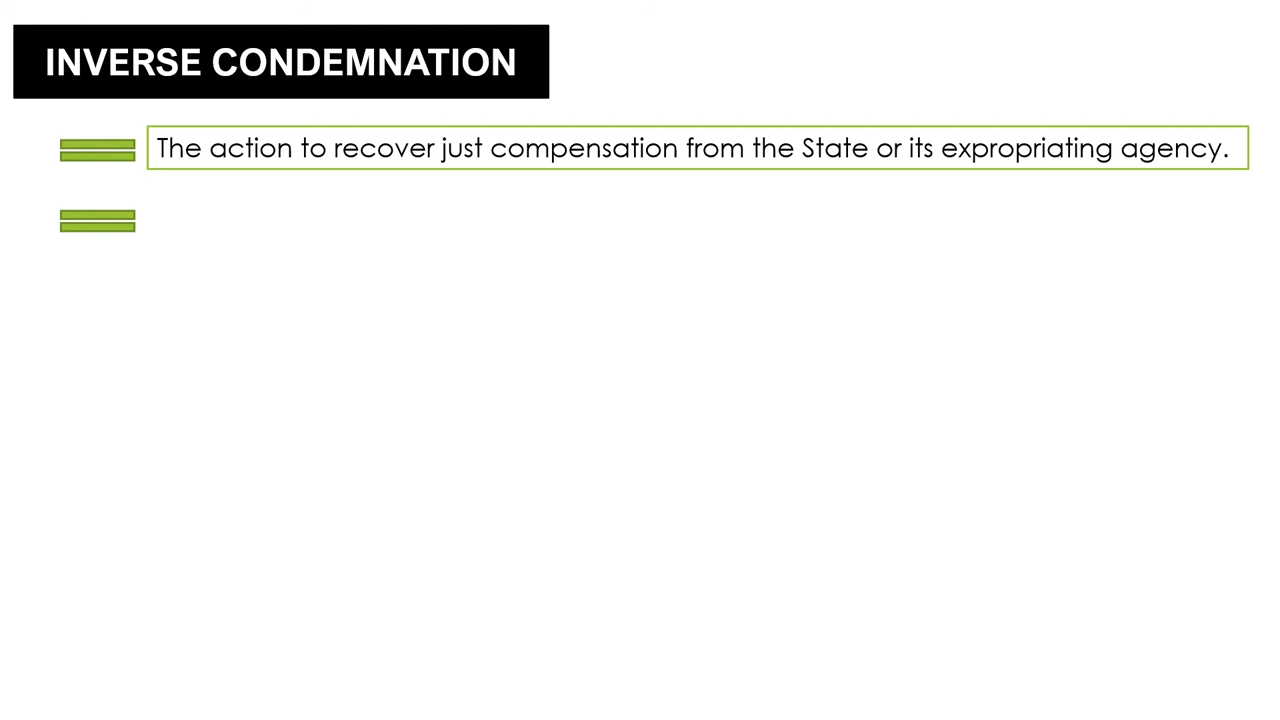 INVERSE CONDEMNATION
The action to recover just compensation from the State or its expropriating agency.